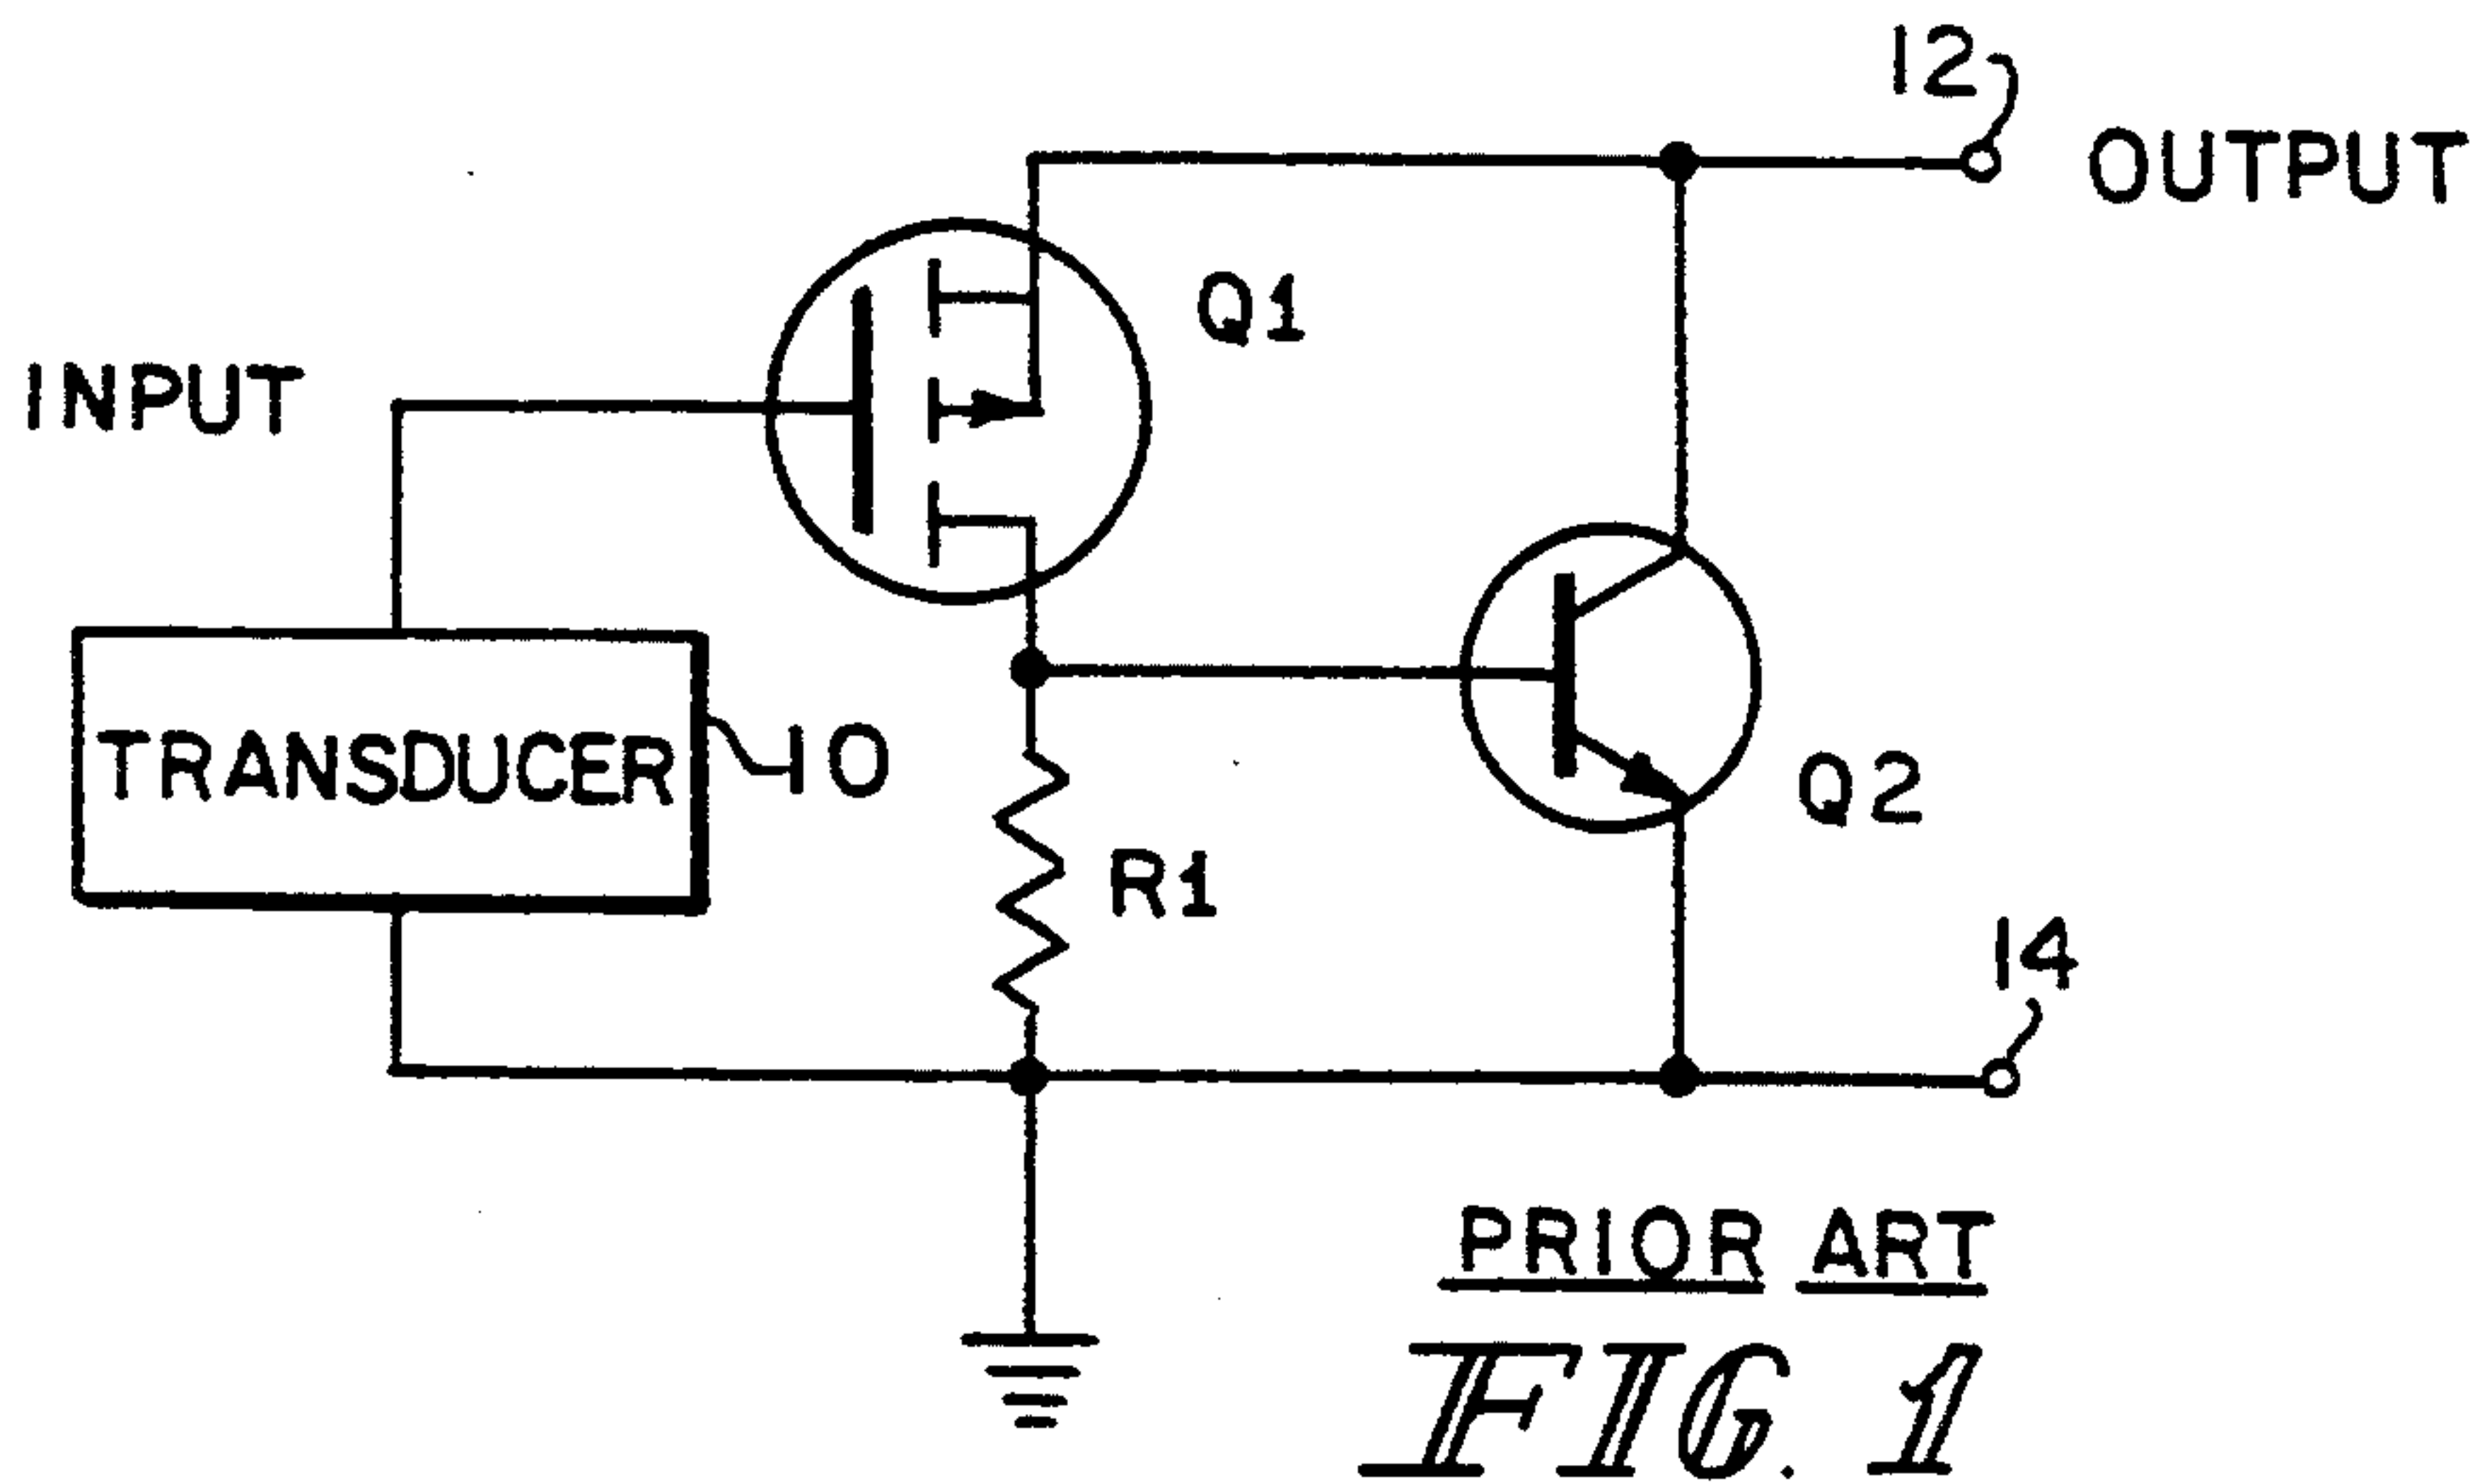 12
OUTPUT
Q1
INPUT
TRANSDUCER
10
Q2
R1
14
PRIOR ART
FIG. 1